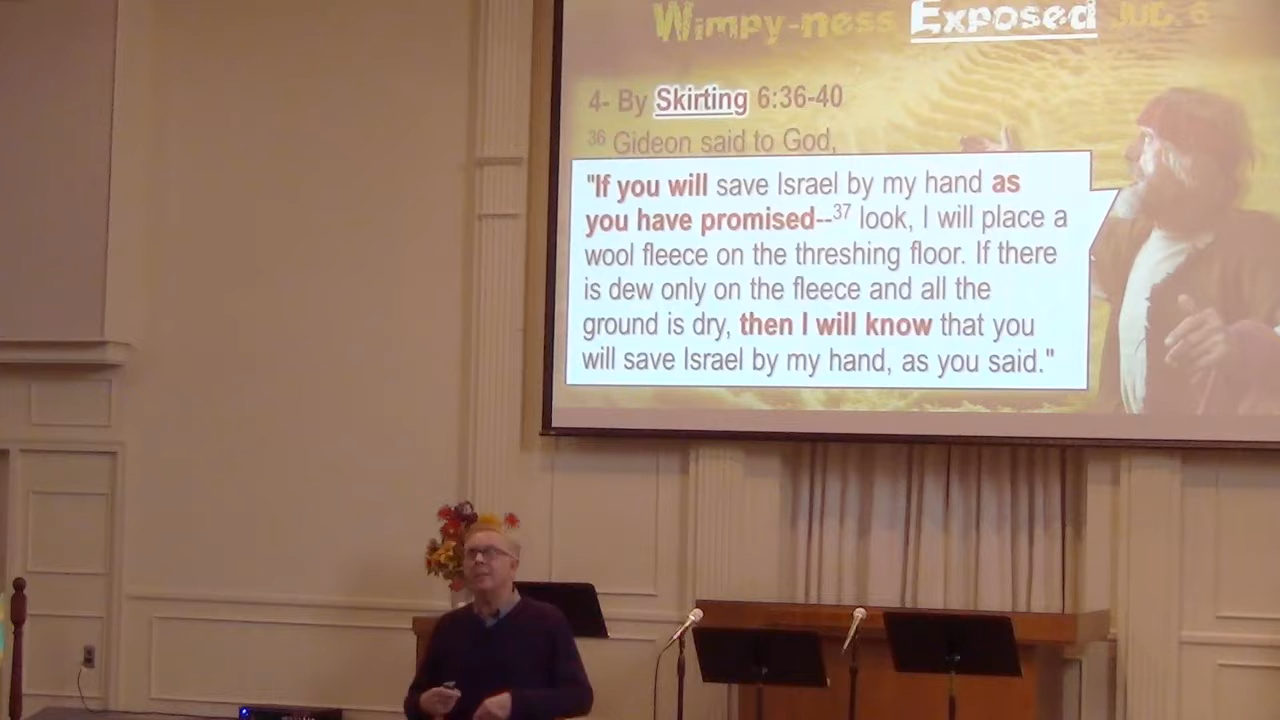 Wimpy-ness Exposed JUD. 6
4- By Skirting 6:36-40
36 Gideon said to God,
"If you will save Israel by my hand as
you have promised--37 look, I will place a
wool fleece on the threshing floor. If there
is dew only on the fleece and all the
ground is dry, then I will know that you
will save Israel by my hand, as you said."